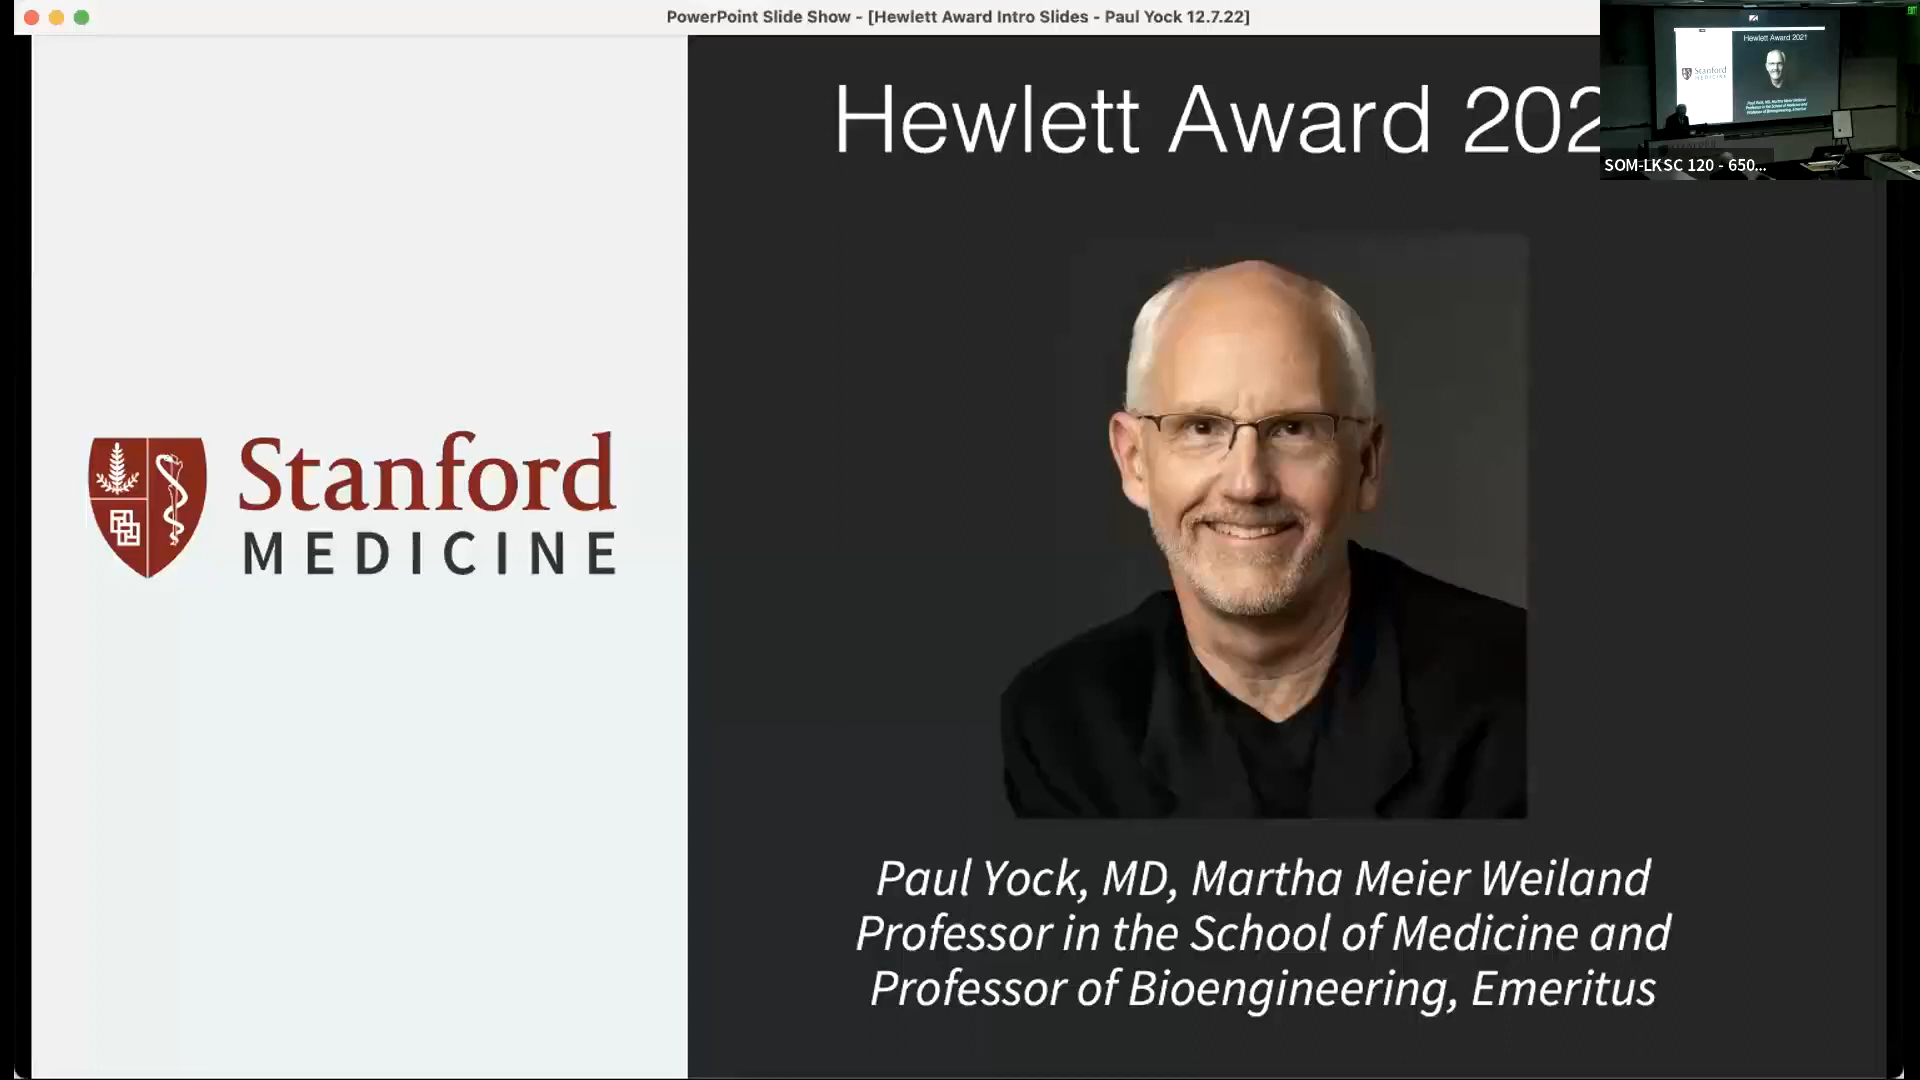 PowerPoint Slide Show - [Hewlett Award Intro Slides - Paul Yock 12.7.22]
Hewlett Award 202
Hewlett Award 2021
Stanford
MEDICINE
SOM-LKSC 120 - 650...
Stanford
MEDICINE
Paul Yock, MD, Martha Meier Weiland
Professor in the School of Medicine and
Professor of Bioengineering, Emeritus